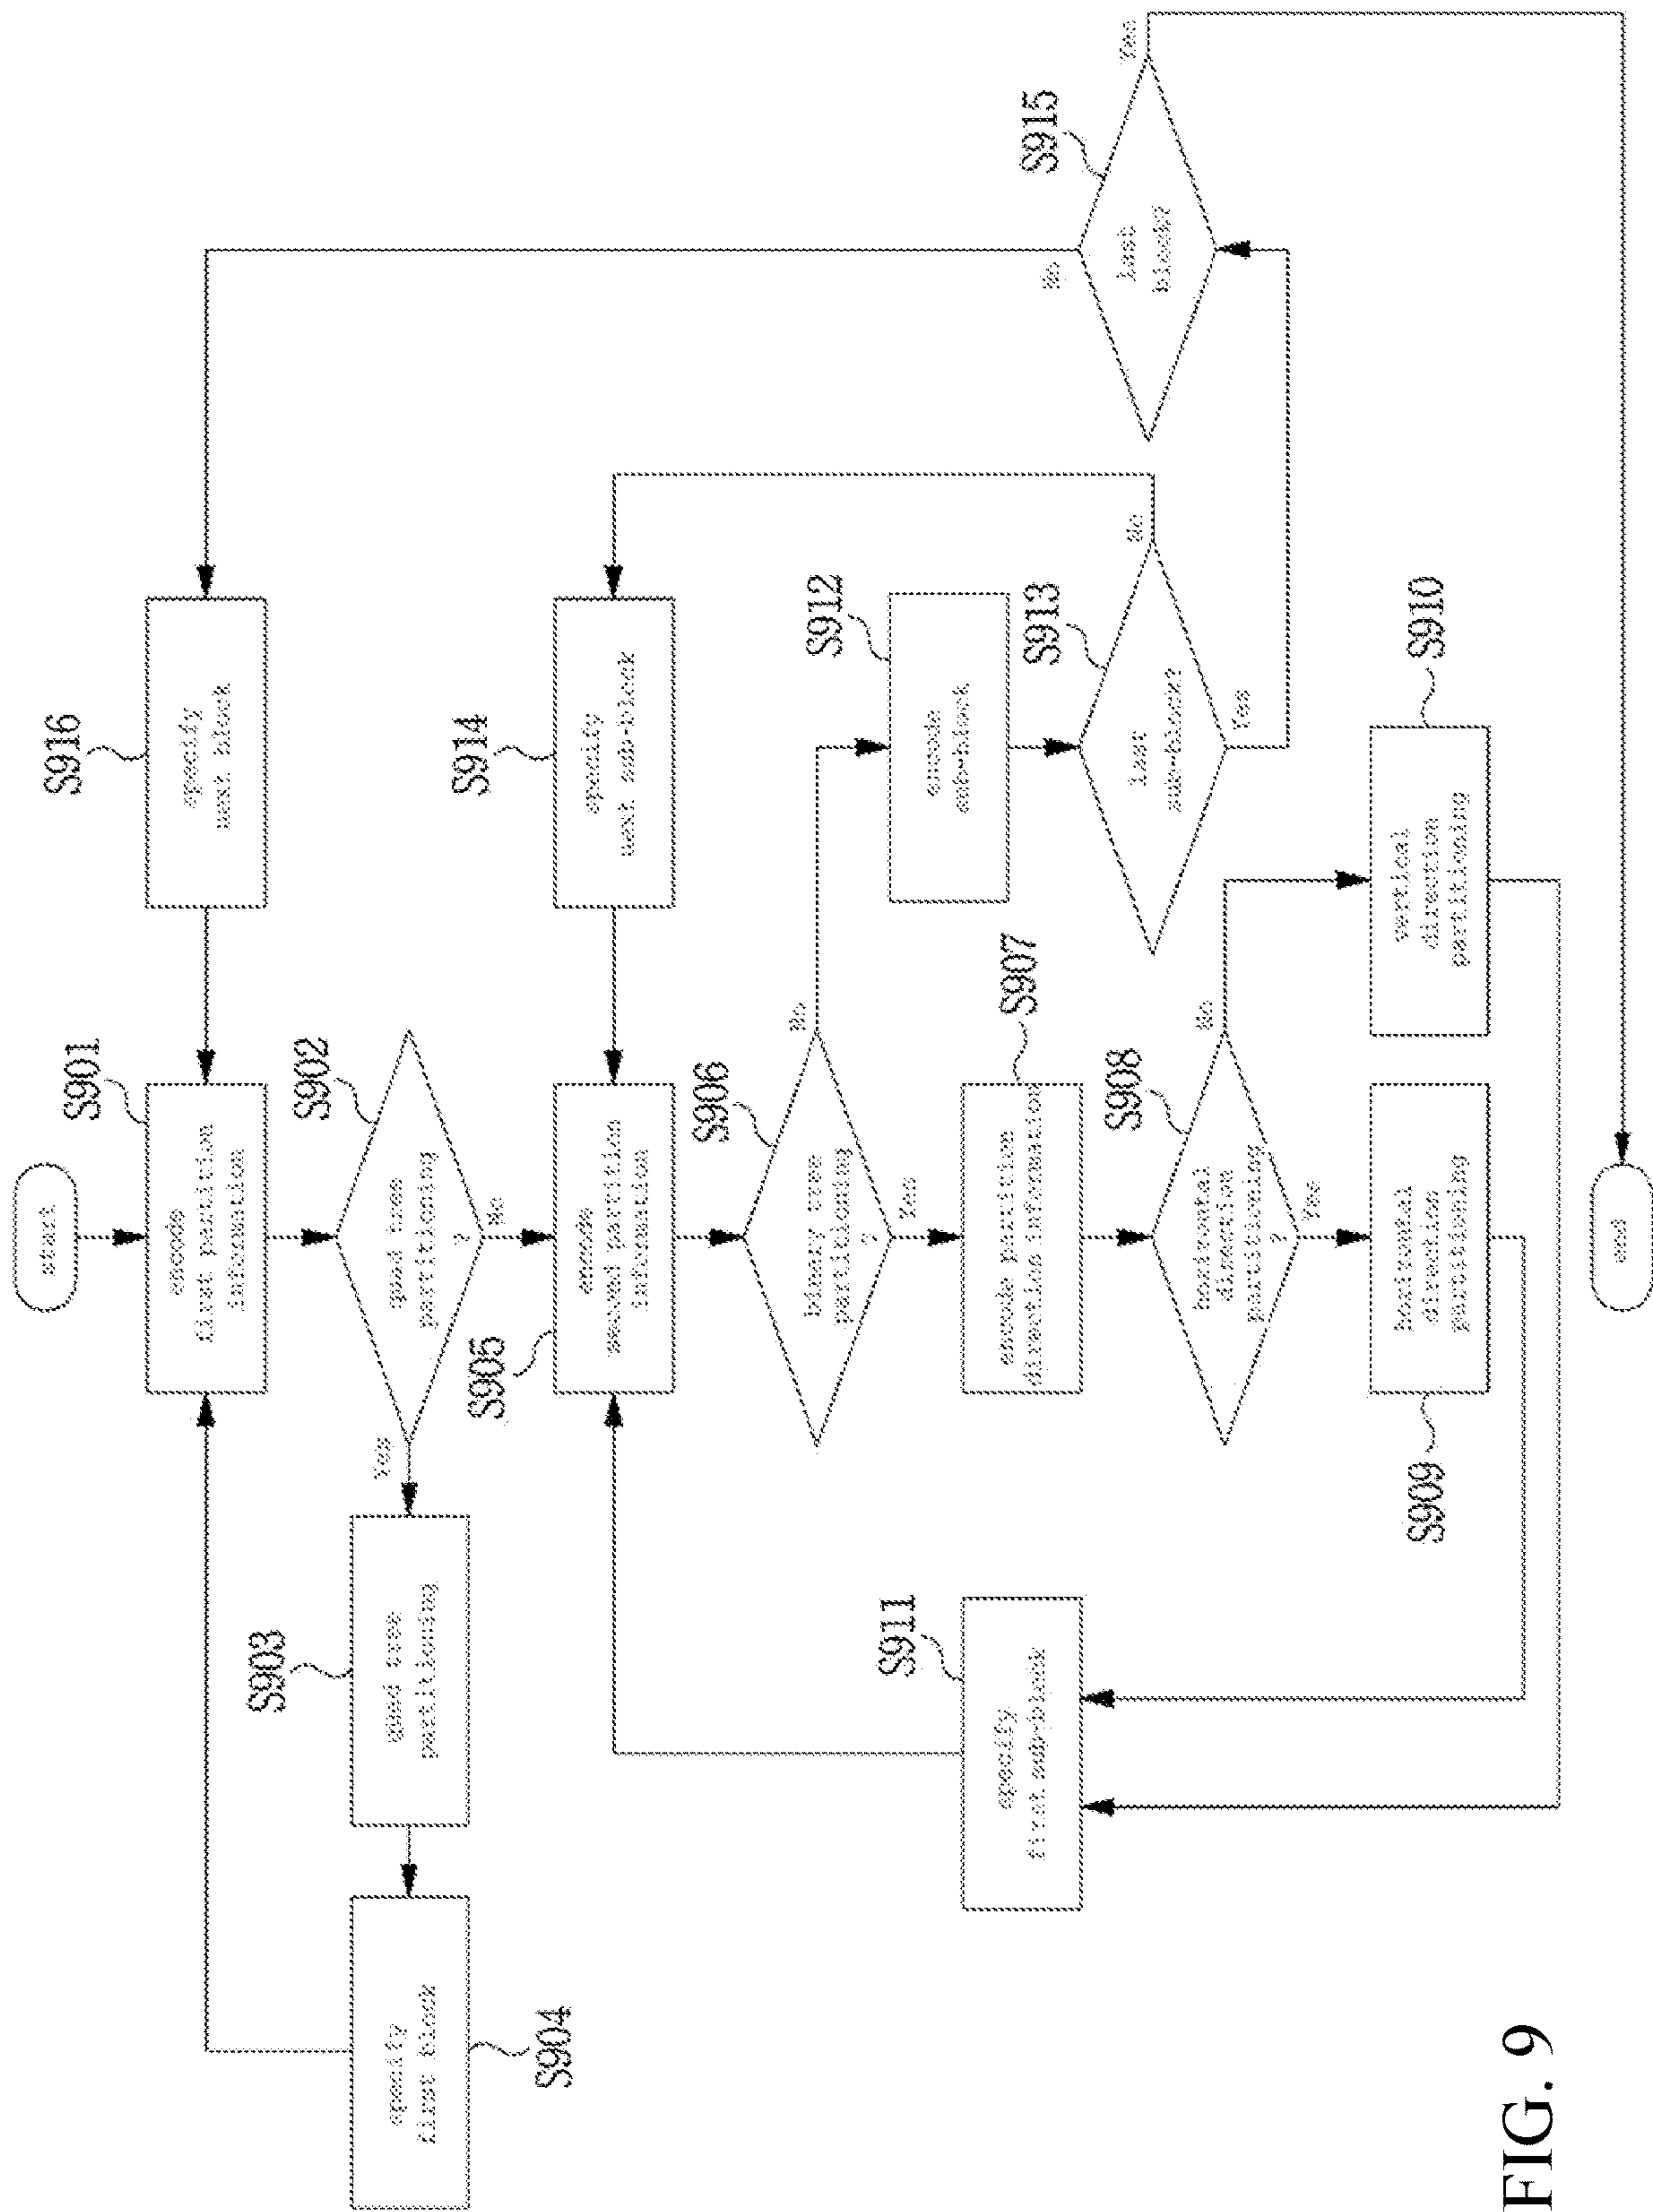 start
S901
encode
first partition
information
S916
specify
next block
S902
quad tree
partitioning
?
Yes
No
S903
quad tree
partitioning
S904
specify
first block
S905
encode
second partition
information
S914
specify
next sub-block
S906
binary tree
partitioning
?
No
Yes
S912
encode
sub-block
S907
encode partition
direction information
S913
last
sub-block?
No
Yes
S915
last
block?
No
Yes
S911
specify
first sub-block
S908
horizontal
direction
partitioning
?
No
Yes
S909
horizontal
direction
partitioning
S910
vertical
direction
partitioning
end
FIG. 9